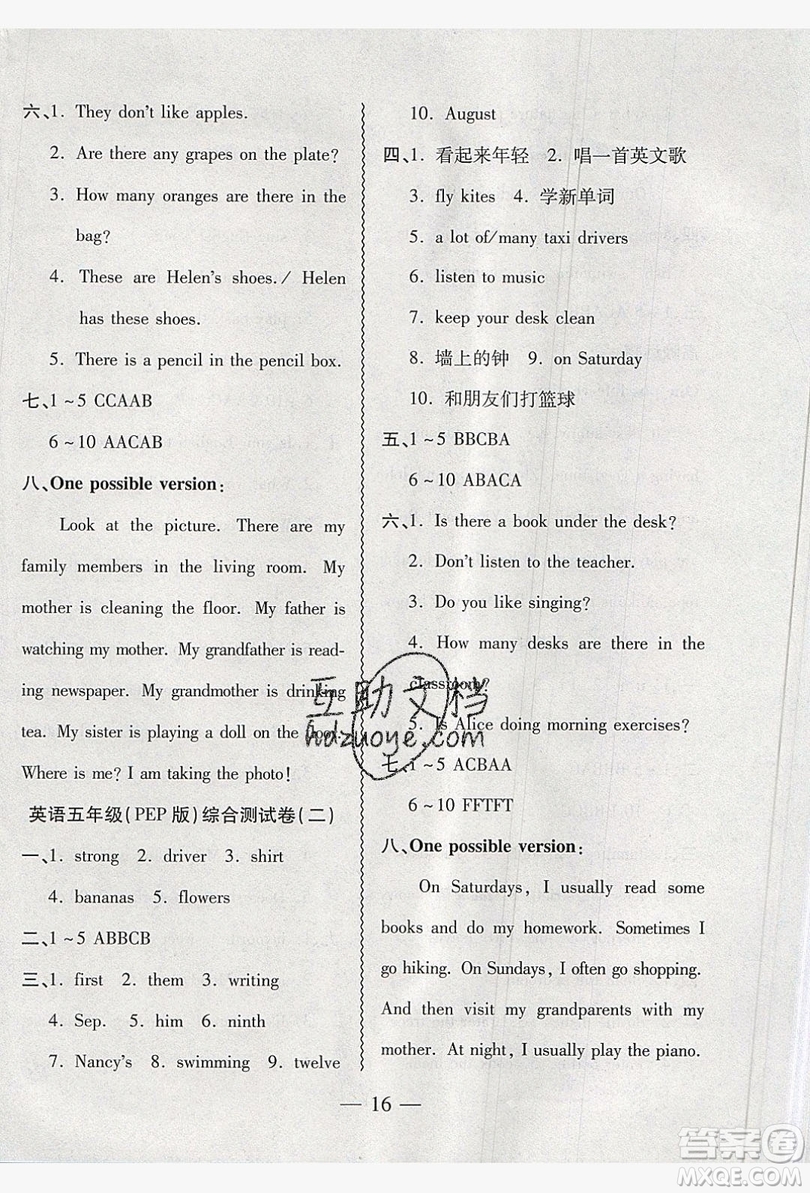 六、1. They don't like apples.
2. Are there any grapes on the plate?
3. How many oranges are there in the
bag?
4. These are Helen's shoes./ Helen
has these shoes.
5. There is a pencil in the pencil box.
七、1~5 CCAAB
6~10 AACAB
八、One possible version:
Look at the picture. There are my
family members in the living room. My
mother is cleaning the floor. My father is
watching my mother. My grandfather is read-
ing newspaper. My grandmother is drinking
tea. My sister is playing a doll on the floor.
Where is me? I am taking the photo!
英语五年级(PEP版)综合测试卷(二)
一、1. strong 2. driver 3. shirt
4. bananas 5. flowers
二、1~5 ABBCB
三、1. first 2. them 3. writing
4. Sep. 5. him 6. ninth
7. Nancy's 8. swimming 9. twelve
10. August
四、1. 看起来年轻 2. 唱一首英文歌
3. fly kites 4. 学新单词
5. a lot of/many taxi drivers
6. listen to music
7. keep your desk clean
8. 墙上的钟 9. on Saturday
10. 和朋友们打篮球
五、1~5 BBCBA
6~10 ABACA
六、1. Is there a book under the desk?
2. Don't listen to the teacher.
3. Do you like singing?
4. How many desks are there in the
classroom?
5. Is Alice doing morning exercises?
七、1~5 ACBAA
6~10 FFTFT
八、One possible version:
On Saturdays, I usually read some
books and do my homework. Sometimes I
go hiking. On Sundays, I often go shopping.
And then visit my grandparents with my
mother. At night, I usually play the piano.
— 16 —
互助文档
hdzuoye.com
答案圈
MXQE.COM